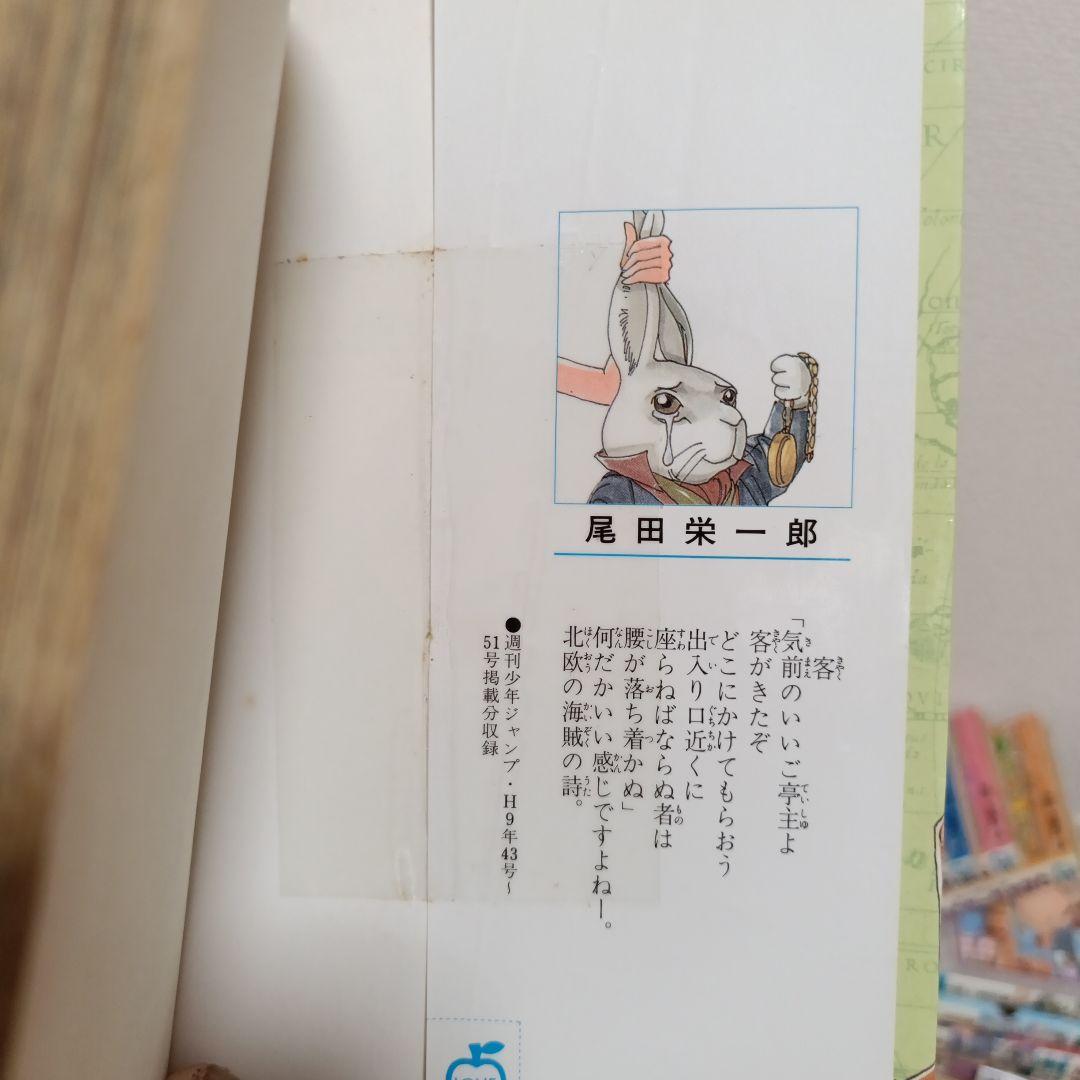 尾田栄一郎
客
「気前のいいご亭主よ
客がきたぞ
どこにかけてもらおう
出入り口近くに
座らねばならぬ者は
腰が落ち着かぬ」
何だかいい感じですよねー。
北欧の海賊の詩。
●週刊少年ジャンプ・H9年43号～
51号掲載分収録